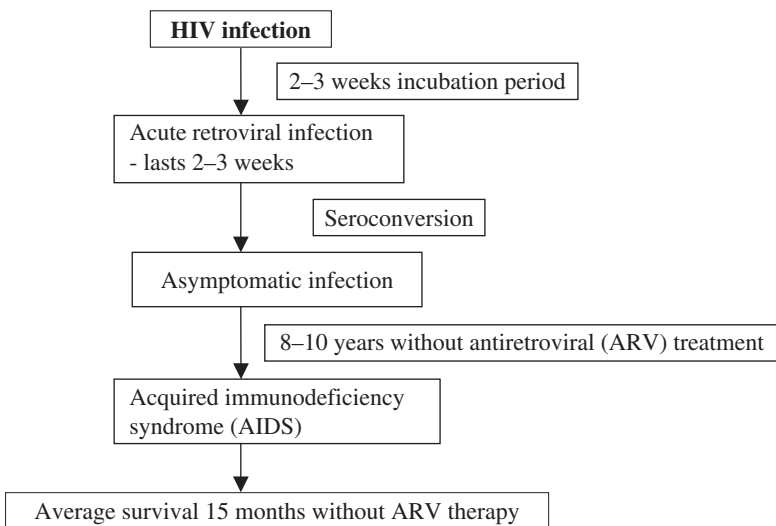 HIV infection
2–3 weeks incubation period
Acute retroviral infection
- lasts 2–3 weeks
Seroconversion
Asymptomatic infection
8–10 years without antiretroviral (ARV) treatment
Acquired immunodeficiency
syndrome (AIDS)
Average survival 15 months without ARV therapy